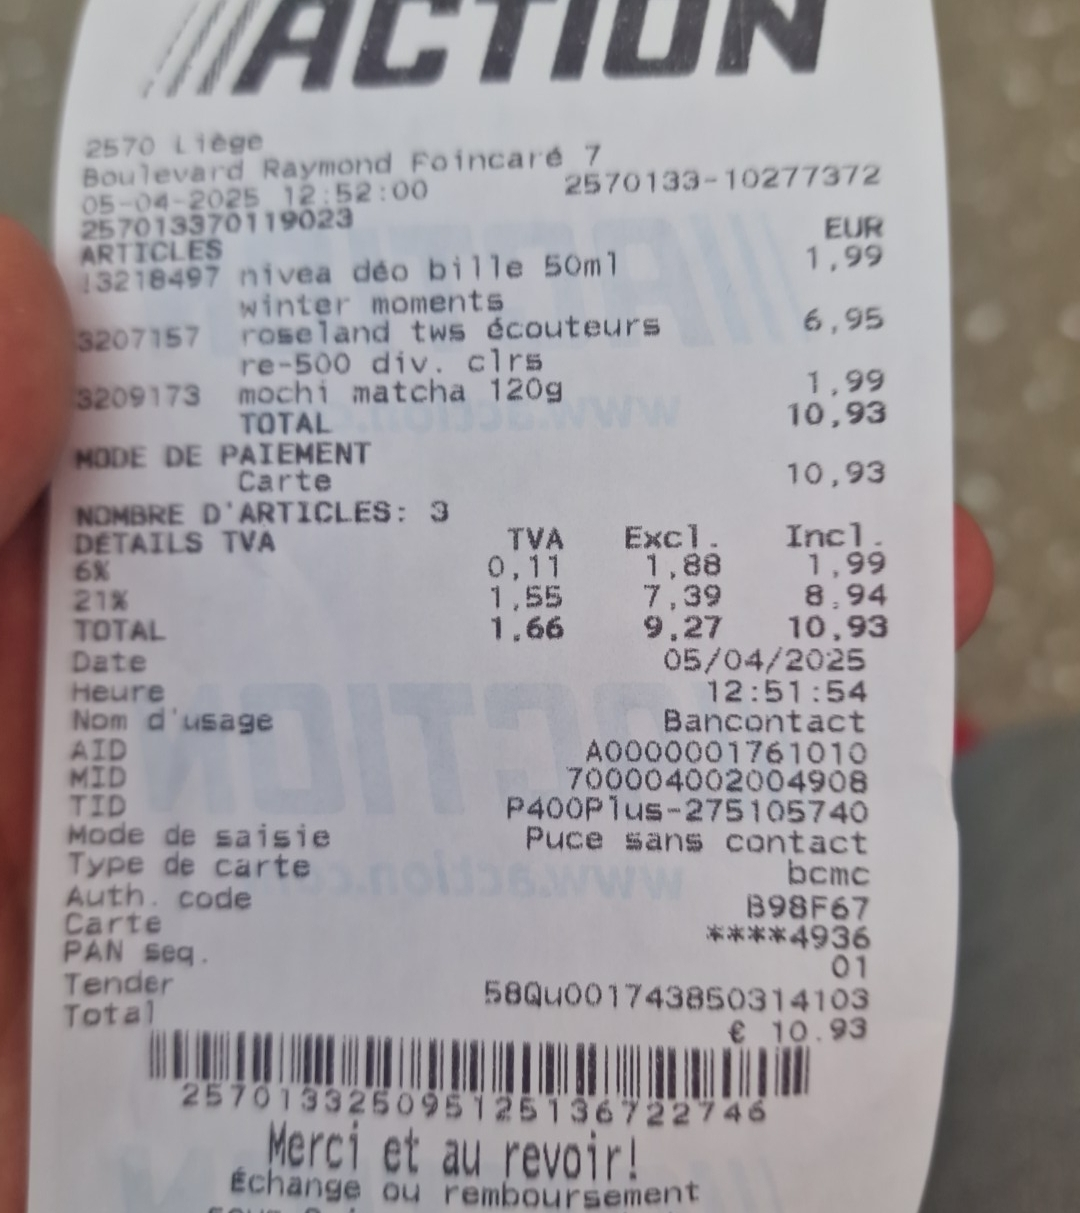 ACTION
2570 Liège
Boulevard Raymond Poincaré 7
05-04-2025 12:52:00 2570133-10277372
257013370119023
EUR
ARTICLES
13218497 nivea déo bille 50ml 1,99
winter moments
3207157 roseland tws écouteurs 6,95
re-500 div. clrs
3209173 mochi matcha 120g 1,99
TOTAL 10,93
MODE DE PAIEMENT
Carte 10,93
NOMBRE D'ARTICLES: 3
DÉTAILS TVA TVA Excl. Incl.
6% 0,11 1,88 1,99
21% 1,55 7,39 8,94
TOTAL 1,66 9,27 10,93
Date 05/04/2025
Heure 12:51:54
Nom d'usage Bancontact
AID A0000001761010
MID 700004002004908
TID P400Plus-275105740
Mode de saisie Puce sans contact
Type de carte bcmc
Auth. code B98F67
Carte ****4936
PAN seq. 01
Tender 58Qu001743850314103
Total € 10.93
257013325095125136722746
Merci et au revoir!
Échange ou remboursement